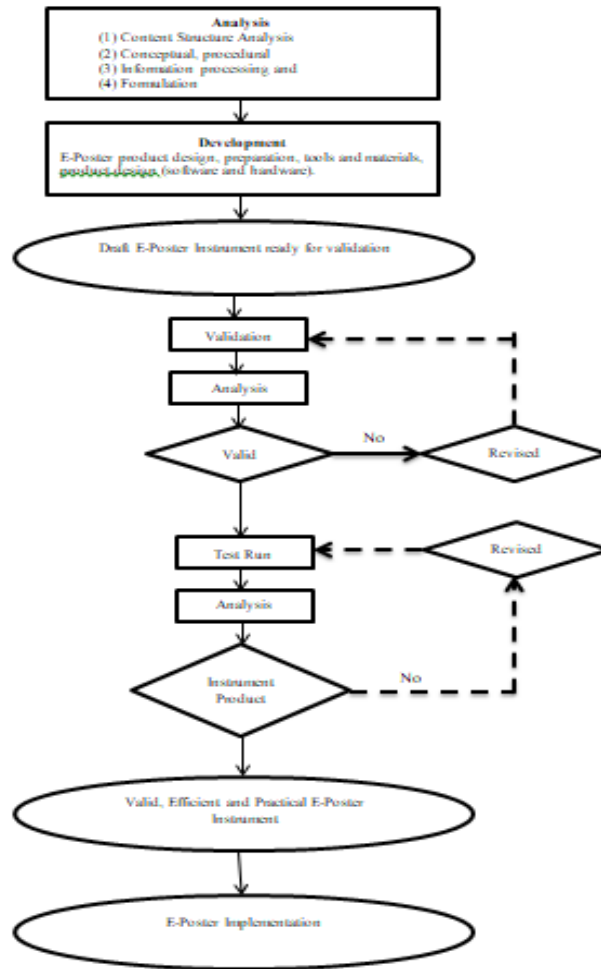 Analysis
(1) Content Structure Analysis
(2) Conceptual, procedural
(3) Information processing and
(4) Formulation
Development
E-Poster product design, preparation, tools and materials,
product design (software and hardware).
Draft E-Poster Instrument ready for validation
Validation
Analysis
Valid
No
Revised
Test Run
Revised
Analysis
Instrument
Product
No
Valid, Efficient and Practical E-Poster
Instrument
E-Poster Implementation